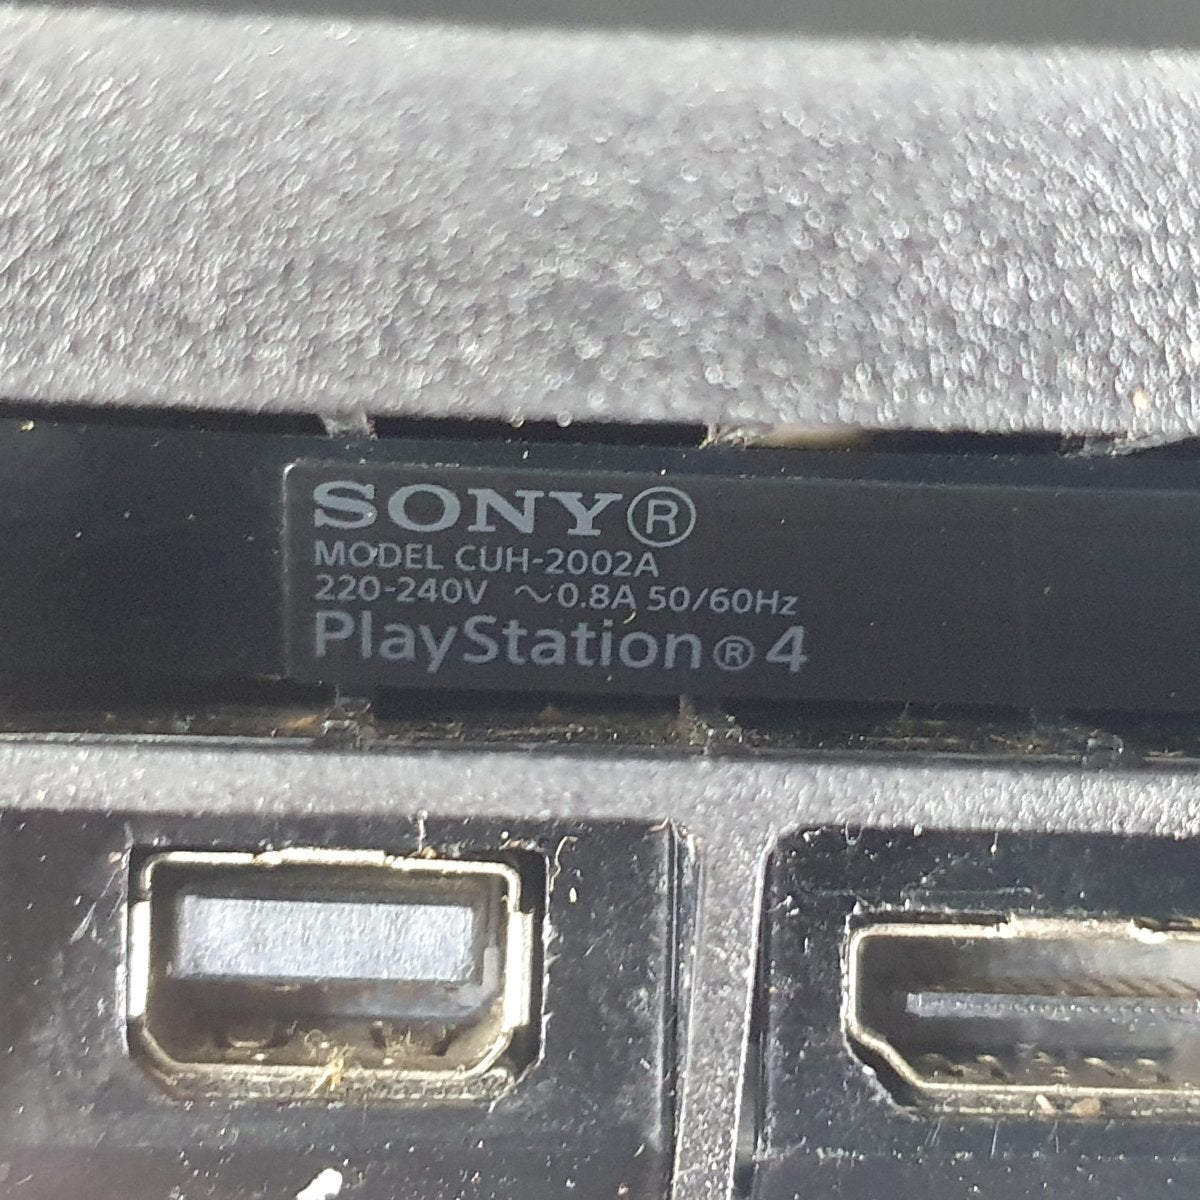 SONY®
MODEL CUH-2002A
220-240V ～0.8A 50/60Hz
PlayStation®4